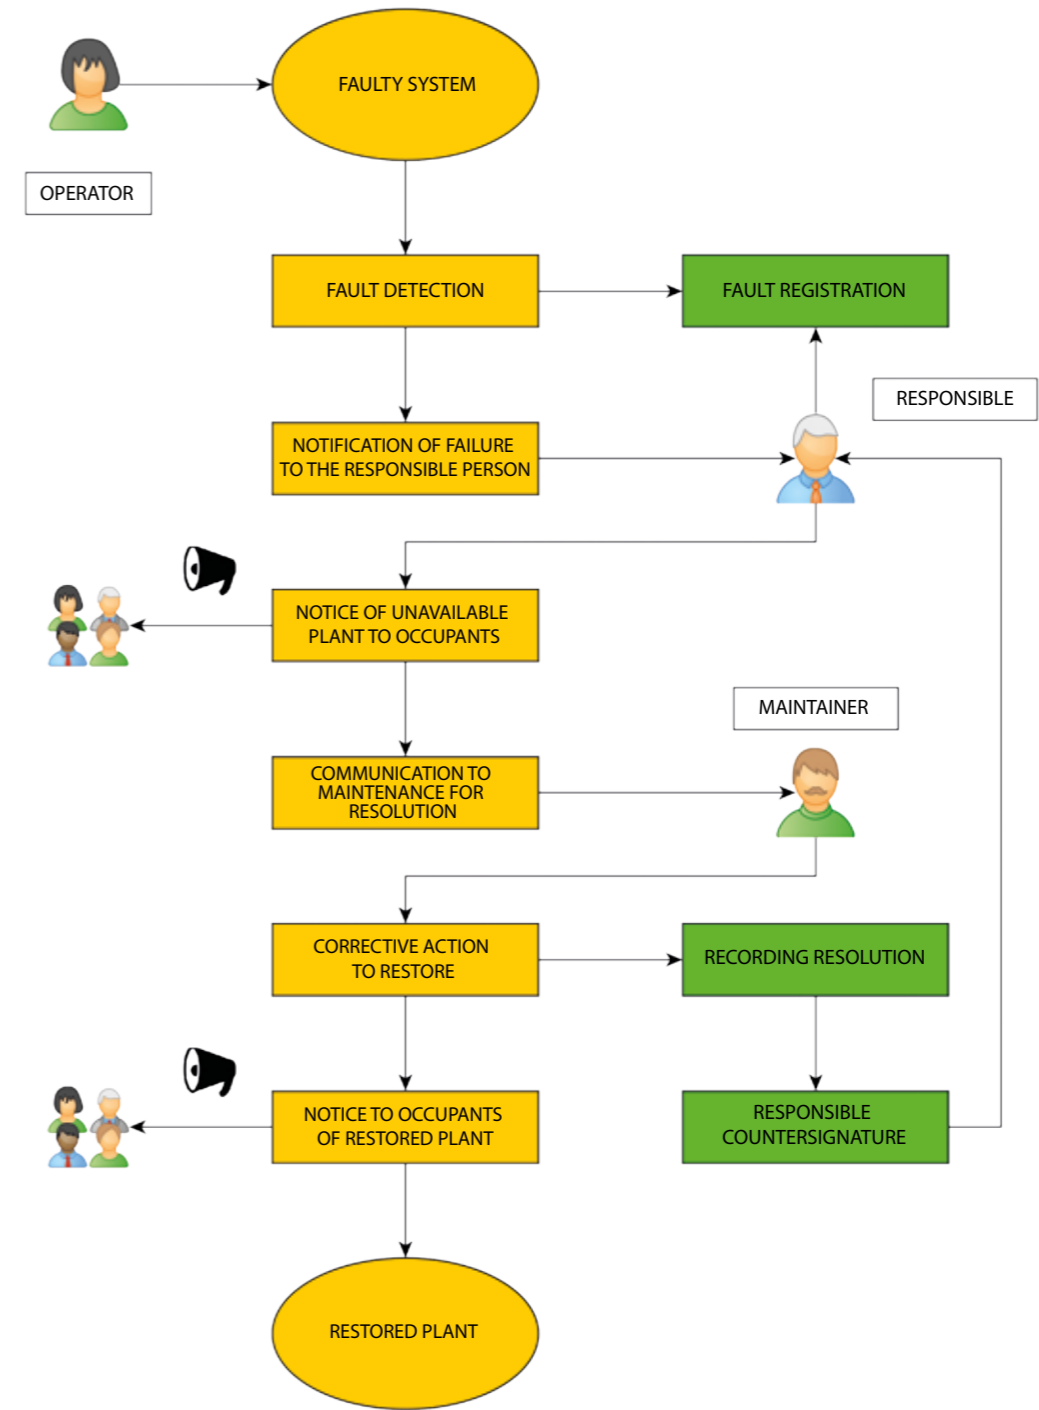 FAULTY SYSTEM
OPERATOR
FAULT DETECTION
FAULT REGISTRATION
RESPONSIBLE
NOTIFICATION OF FAILURE
TO THE RESPONSIBLE PERSON
NOTICE OF UNAVAILABLE
PLANT TO OCCUPANTS
MAINTAINER
COMMUNICATION TO
MAINTENANCE FOR
RESOLUTION
CORRECTIVE ACTION
TO RESTORE
RECORDING RESOLUTION
NOTICE TO OCCUPANTS
OF RESTORED PLANT
RESPONSIBLE
COUNTERSIGNATURE
RESTORED PLANT